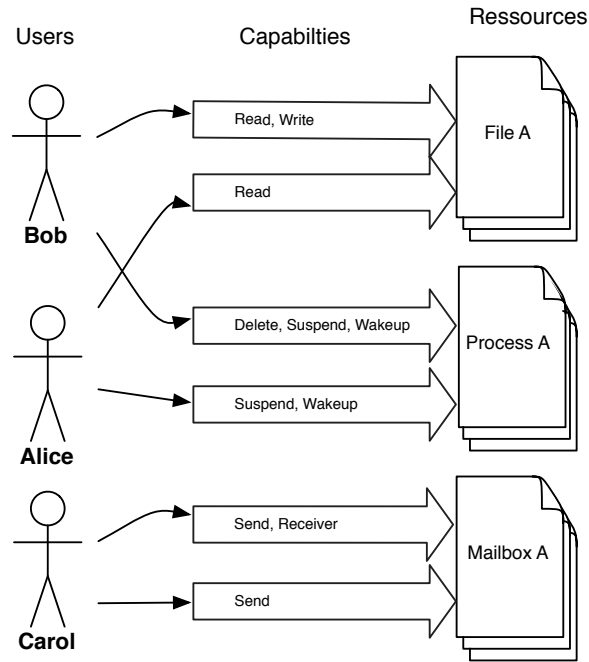 Users
Capabilties
Ressources
Read, Write
File A
Read
Bob
Delete, Suspend, Wakeup
Process A
Suspend, Wakeup
Alice
Send, Receiver
Mailbox A
Send
Carol